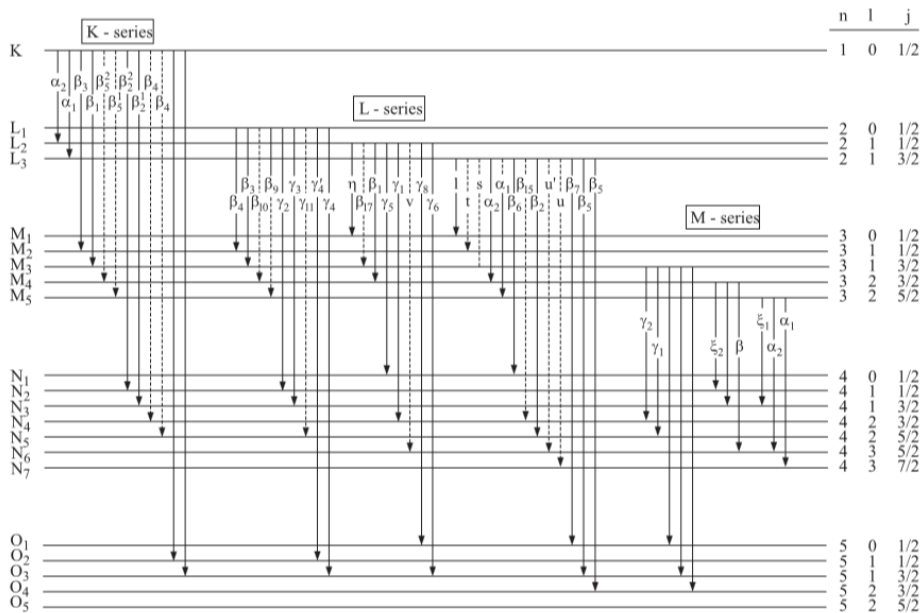 n l j
K - series
K 1 0 1/2
α₂ β₃ β₅² β₂² β₄
α₁ β₁ β₅¹ β₂¹ β₄
L - series
L₁ 2 0 1/2
L₂ 2 1 1/2
L₃ 2 1 3/2
β₃ β₉ γ₃ γ₄' η β₁ γ₁ γ₈ l s α₁ β₁₅ u' β₇ β₅
β₄ β₁₀ γ₂ γ₁₁ γ₄ β₁₇ γ₅ v γ₆ t α₂ β₆ β₂ u β₅
M - series
M₁ 3 0 1/2
M₂ 3 1 1/2
M₃ 3 1 3/2
M₄ 3 2 3/2
M₅ 3 2 5/2
γ₂ ξ₁ α₁
γ₁ ξ₂ β α₂
N₁ 4 0 1/2
N₂ 4 1 1/2
N₃ 4 1 3/2
N₄ 4 2 3/2
N₅ 4 2 5/2
N₆ 4 3 5/2
N₇ 4 3 7/2
O₁ 5 0 1/2
O₂ 5 1 1/2
O₃ 5 1 3/2
O₄ 5 2 3/2
O₅ 5 2 5/2